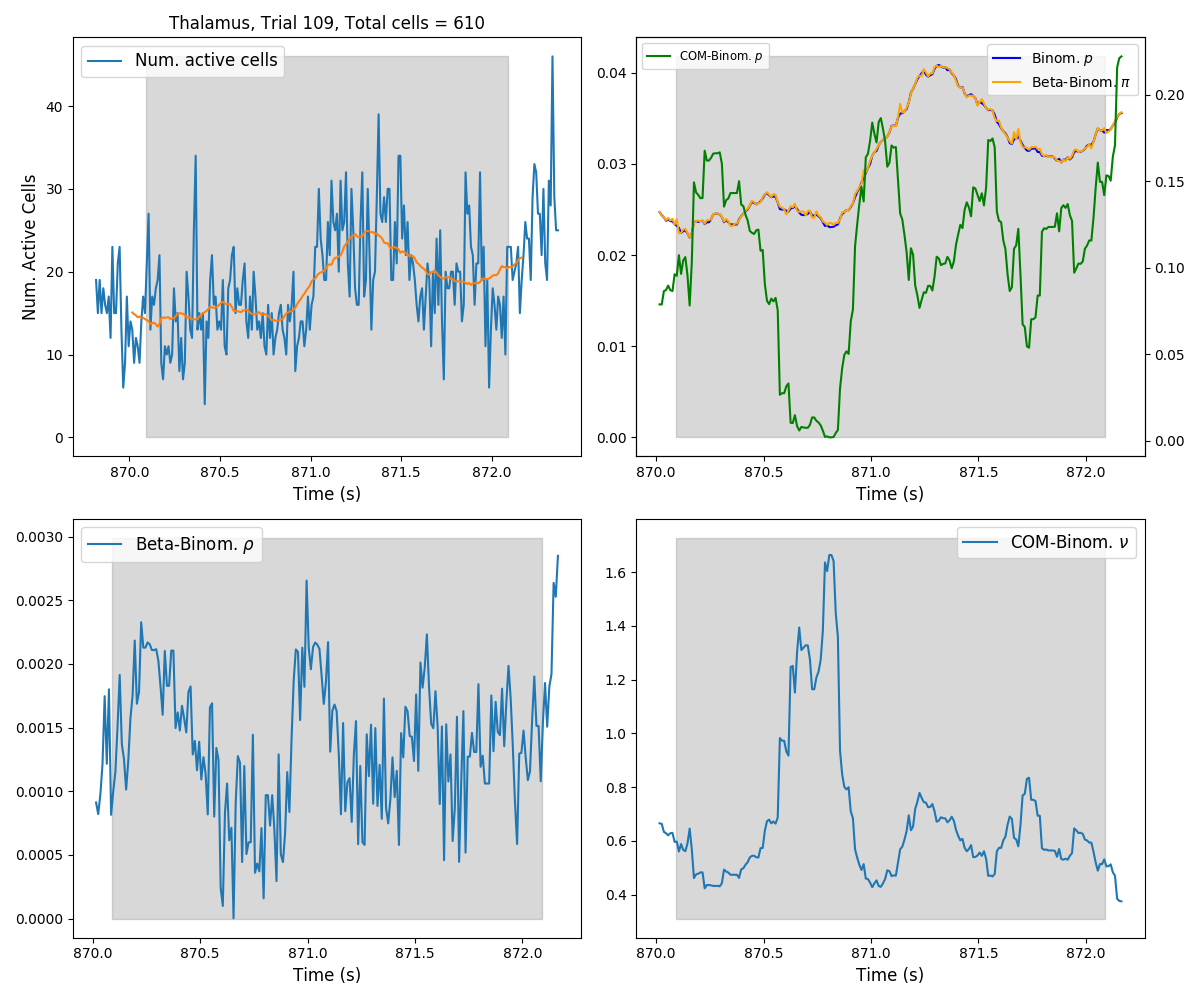 Thalamus, Trial 109, Total cells = 610
Num. active cells
Num. Active Cells
40
30
20
10
0
870.0 870.5 871.0 871.5 872.0
Time (s)
COM-Binom. p
Binom. p
Beta-Binom. π
0.04
0.03
0.02
0.01
0.00
0.20
0.15
0.10
0.05
0.00
870.0 870.5 871.0 871.5 872.0
Time (s)
Beta-Binom. ρ
0.0030
0.0025
0.0020
0.0015
0.0010
0.0005
0.0000
870.0 870.5 871.0 871.5 872.0
Time (s)
COM-Binom. ν
1.6
1.4
1.2
1.0
0.8
0.6
0.4
870.0 870.5 871.0 871.5 872.0
Time (s)